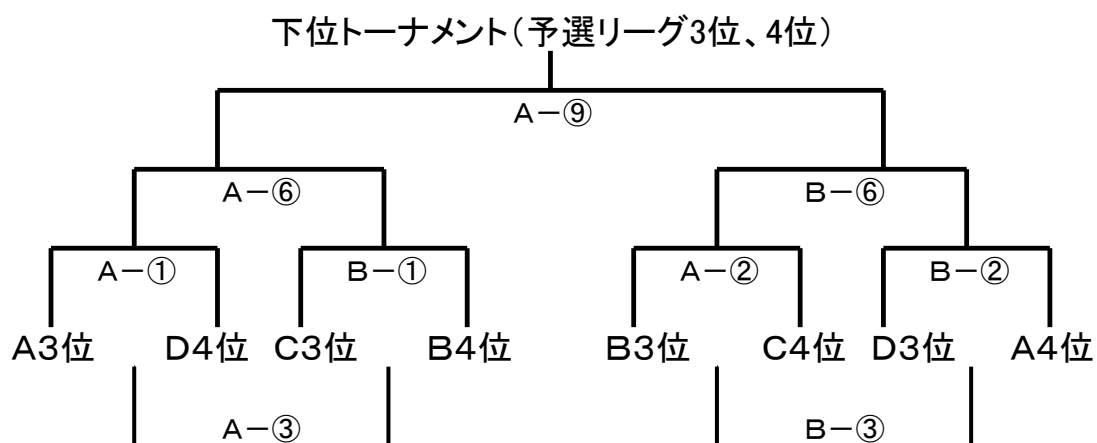 下位トーナメント(予選リーグ3位、4位)
A-⑨
A-⑥ B-⑥
A-① B-① A-② B-②
A3位 D4位 C3位 B4位 B3位 C4位 D3位 A4位
A-③ B-③